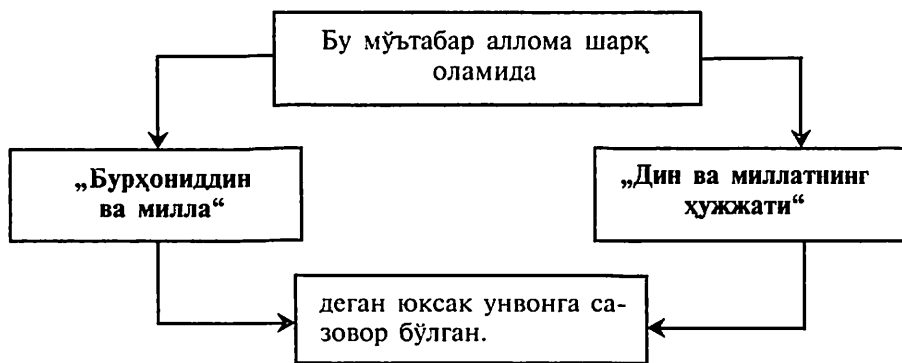 Бу мўътабар аллома шарқ
оламида
„Бурҳониддин
ва милла“
„Дин ва миллатнинг
ҳужжати“
деган юксак унвонга са-
зовор бўлган.